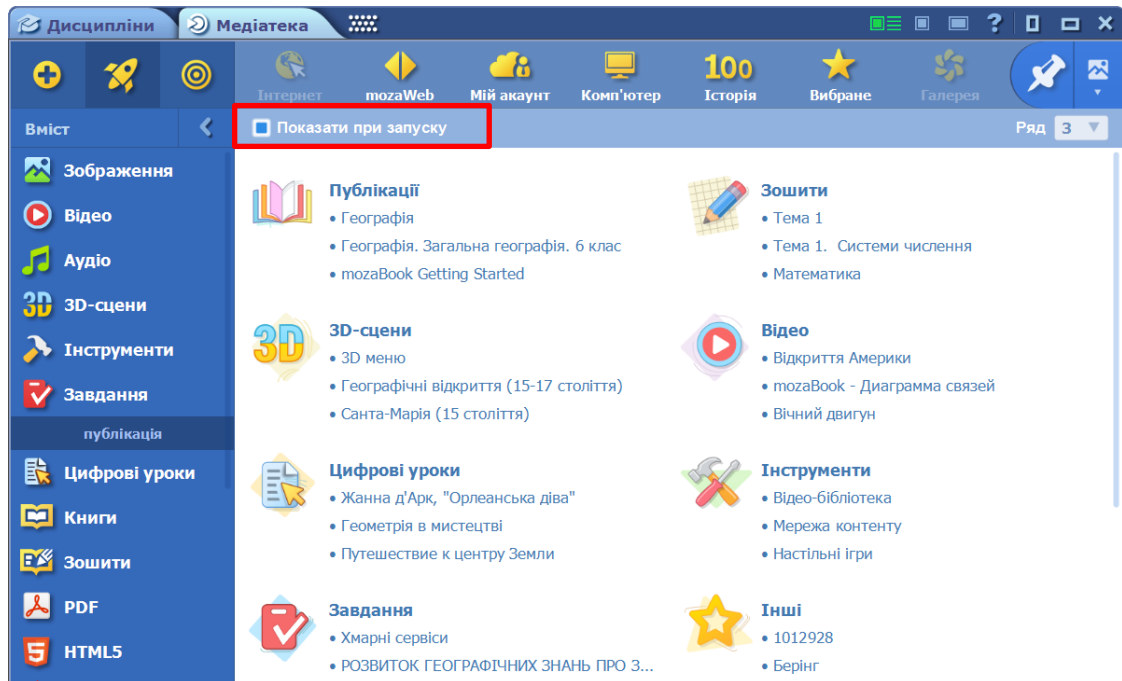 Дисципліни
Медіатека
?
Інтернет
mozaWeb
Мій акаунт
Комп'ютер
100
Історія
Вибране
Галерея
Вміст
Показати при запуску
Ряд 3
Зображення
Відео
Аудіо
3D 3D-сцени
Інструменти
Завдання
публікація
Цифрові уроки
Книги
Зошити
PDF
5 HTML5
Публікації
• Географія
• Географія. Загальна географія. 6 клас
• mozaBook Getting Started
Зошити
• Тема 1
• Тема 1. Системи числення
• Математика
3D
3D-сцени
• 3D меню
• Географічні відкриття (15-17 століття)
• Санта-Марія (15 століття)
Відео
• Відкриття Америки
• mozaBook - Диаграмма связей
• Вічний двигун
Цифрові уроки
• Жанна д'Арк, "Орлеанська діва"
• Геометрія в мистецтві
• Путешествие к центру Земли
Інструменти
• Відео-бібліотека
• Мережа контенту
• Настільні ігри
Завдання
• Хмарні сервіси
• РОЗВИТОК ГЕОГРАФІЧНИХ ЗНАНЬ ПРО З...
Інші
• 1012928
• Берінг